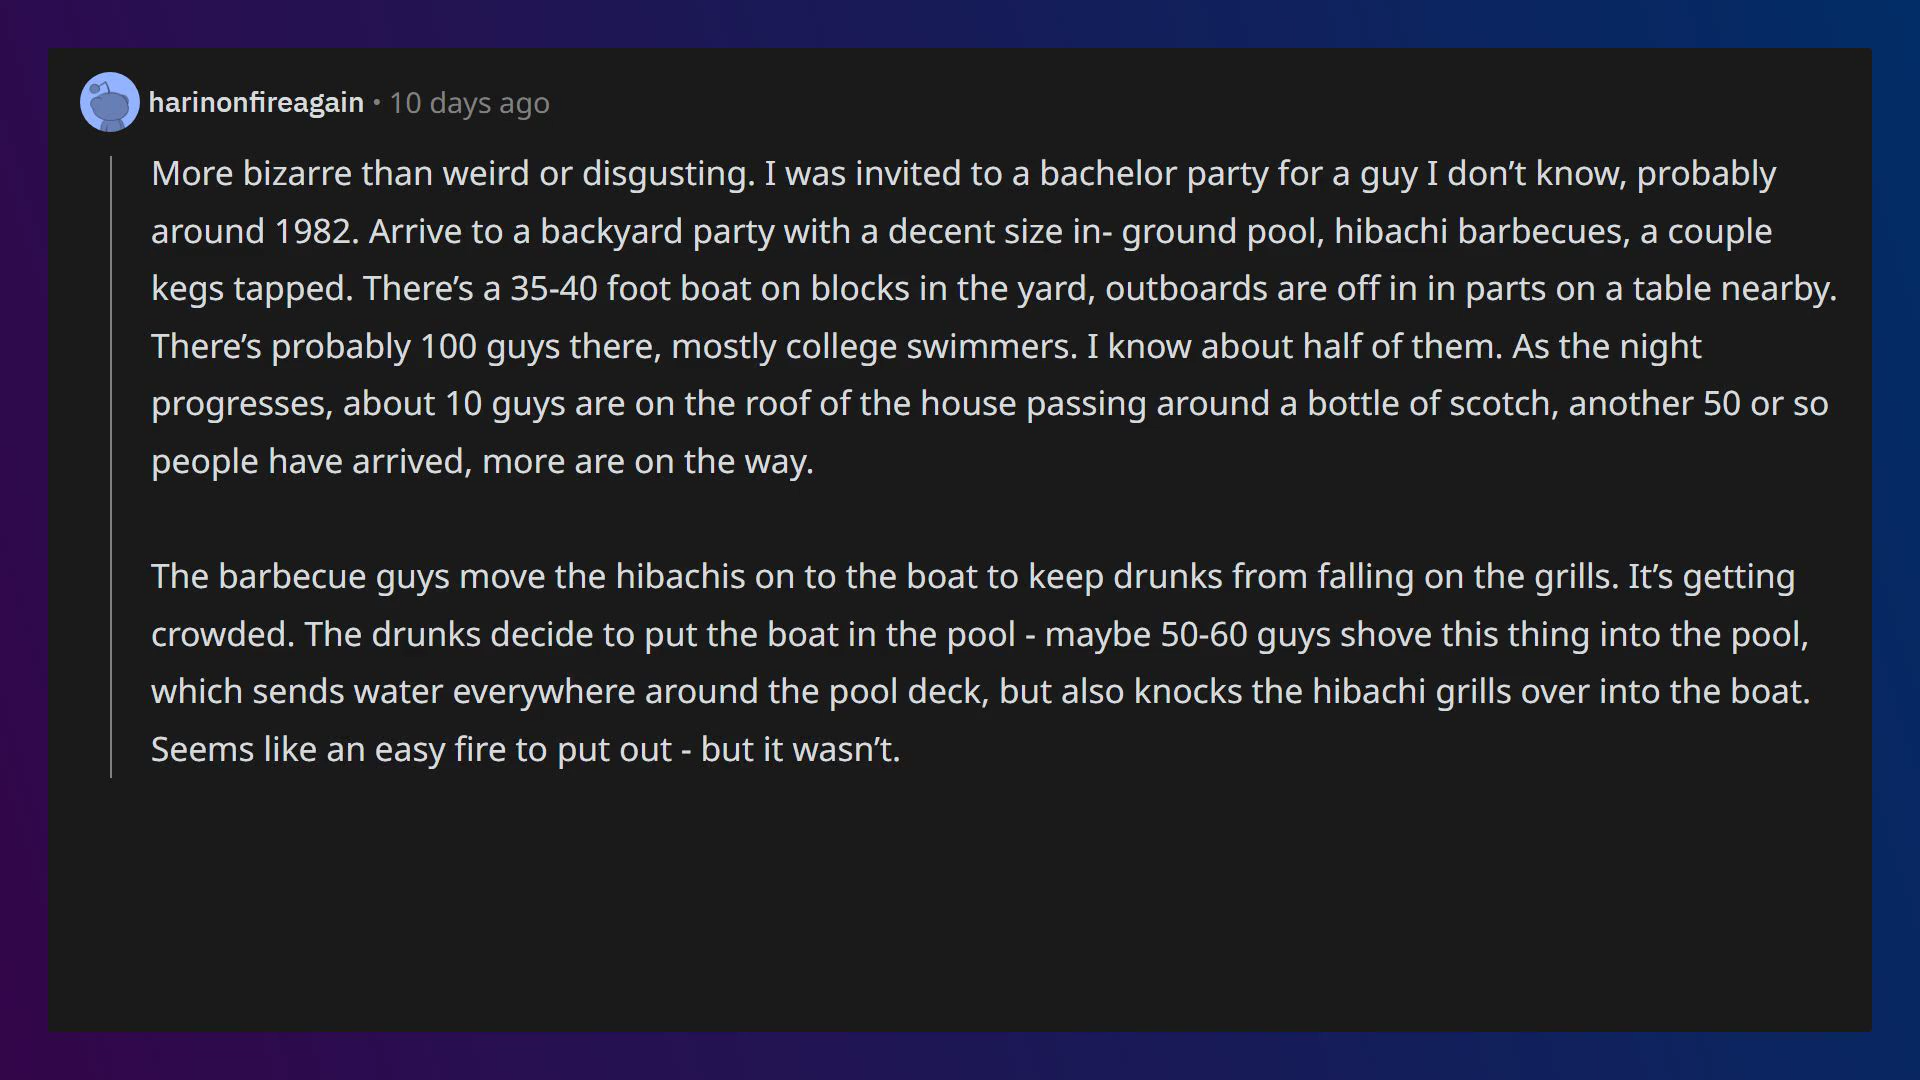 harinonfireagain • 10 days ago
More bizarre than weird or disgusting. I was invited to a bachelor party for a guy I don’t know, probably
around 1982. Arrive to a backyard party with a decent size in- ground pool, hibachi barbecues, a couple
kegs tapped. There’s a 35-40 foot boat on blocks in the yard, outboards are off in in parts on a table nearby.
There’s probably 100 guys there, mostly college swimmers. I know about half of them. As the night
progresses, about 10 guys are on the roof of the house passing around a bottle of scotch, another 50 or so
people have arrived, more are on the way.
The barbecue guys move the hibachis on to the boat to keep drunks from falling on the grills. It’s getting
crowded. The drunks decide to put the boat in the pool - maybe 50-60 guys shove this thing into the pool,
which sends water everywhere around the pool deck, but also knocks the hibachi grills over into the boat.
Seems like an easy fire to put out - but it wasn’t.